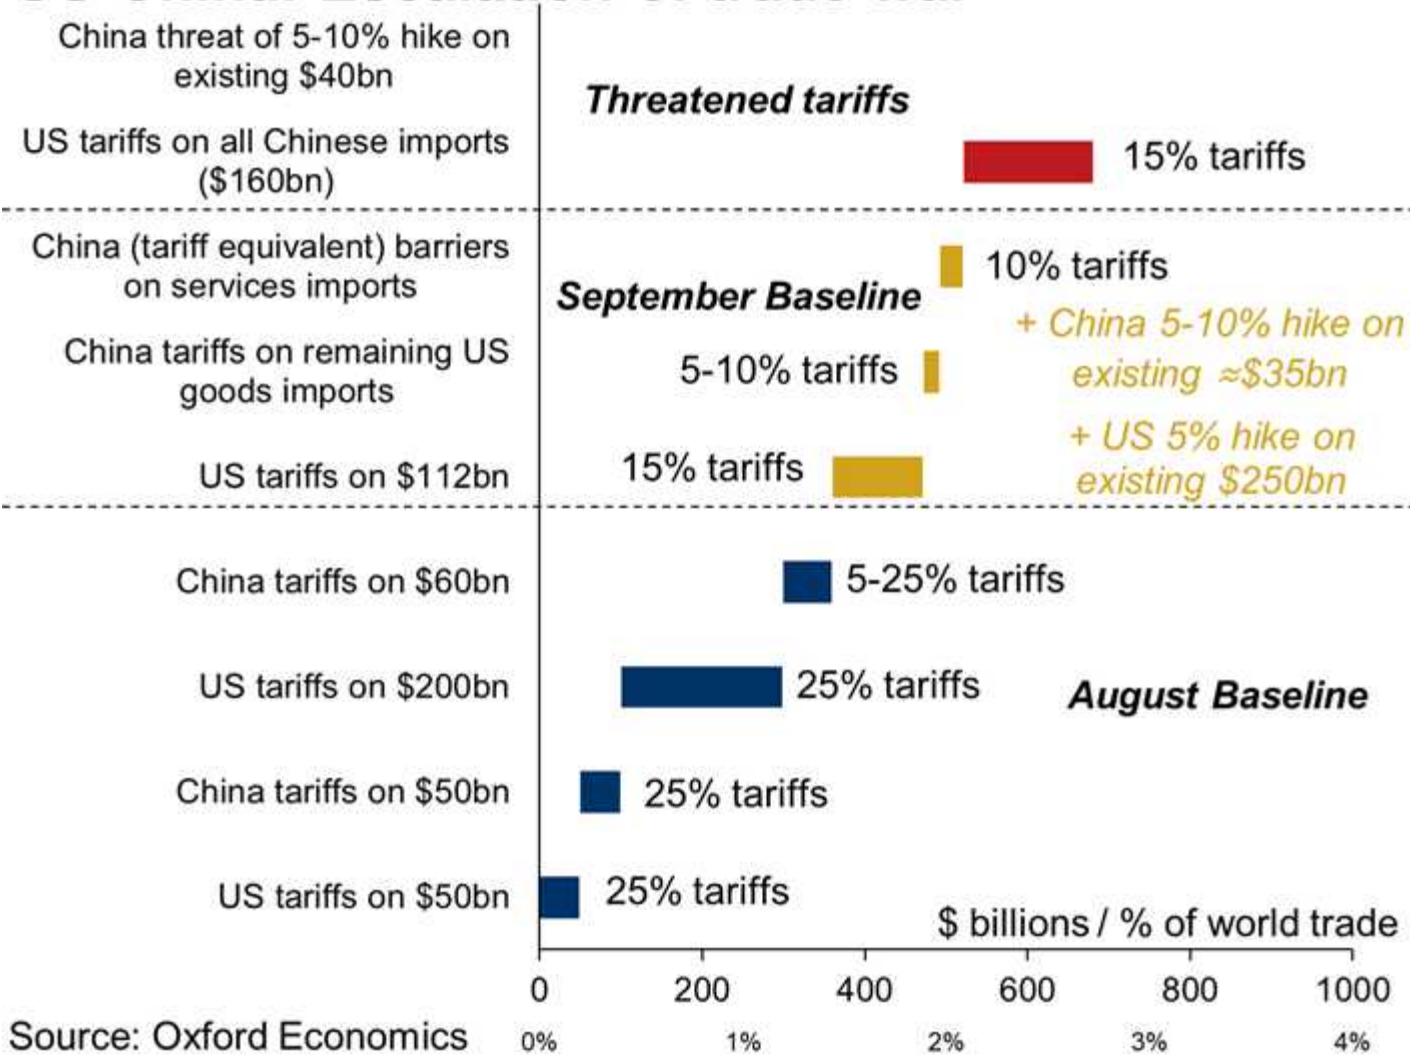 China threat of 5-10% hike on
existing $40bn
Threatened tariffs
US tariffs on all Chinese imports
($160bn)
15% tariffs
China (tariff equivalent) barriers
on services imports
10% tariffs
September Baseline
+ China 5-10% hike on
existing ≈$35bn
China tariffs on remaining US
goods imports
5-10% tariffs
+ US 5% hike on
existing $250bn
US tariffs on $112bn
15% tariffs
China tariffs on $60bn
5-25% tariffs
US tariffs on $200bn
25% tariffs
August Baseline
China tariffs on $50bn
25% tariffs
US tariffs on $50bn
25% tariffs
$ billions / % of world trade
0 200 400 600 800 1000
Source: Oxford Economics
0% 1% 2% 3% 4%